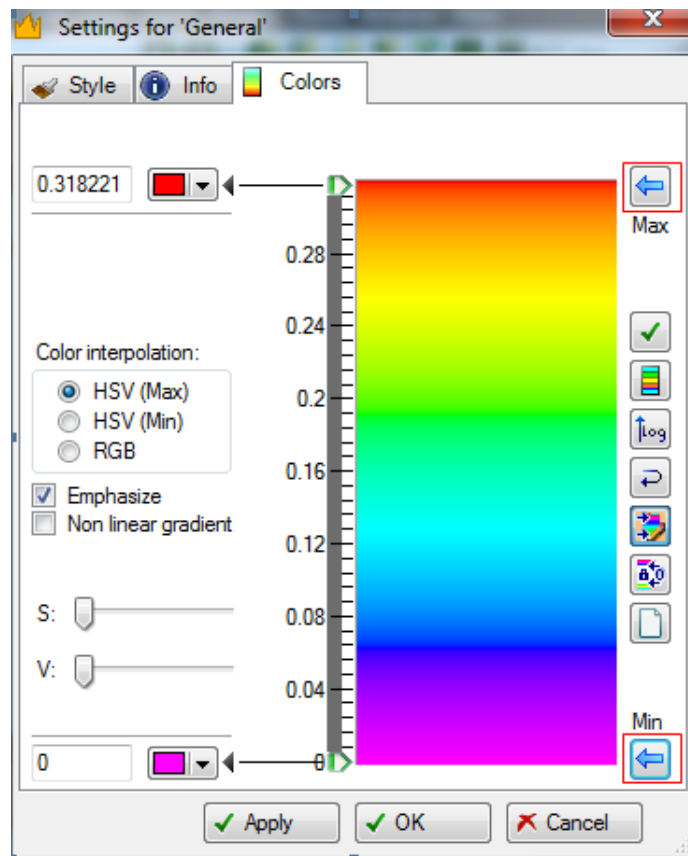 Settings for 'General'
Style
Info
Colors
0.318221
Max
0.28
0.24
Color interpolation:
HSV (Max)
0.2
HSV (Min)
log
RGB
0.16
Emphasize
Non linear gradient
0.12
S:
0.08
V:
0.04
Min
0
0
Apply
OK
Cancel